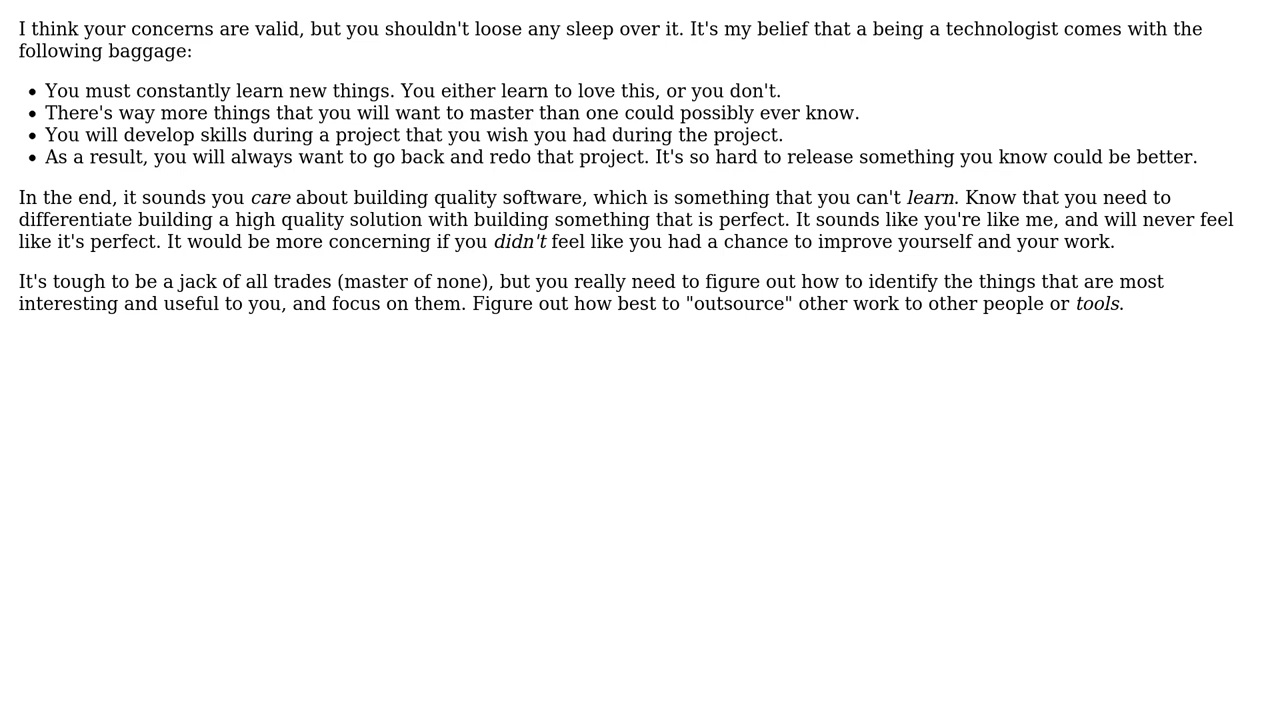 I think your concerns are valid, but you shouldn't loose any sleep over it. It's my belief that a being a technologist comes with the
following baggage:
• You must constantly learn new things. You either learn to love this, or you don't.
• There's way more things that you will want to master than one could possibly ever know.
• You will develop skills during a project that you wish you had during the project.
• As a result, you will always want to go back and redo that project. It's so hard to release something you know could be better.
In the end, it sounds you care about building quality software, which is something that you can't learn. Know that you need to
differentiate building a high quality solution with building something that is perfect. It sounds like you're like me, and will never feel
like it's perfect. It would be more concerning if you didn't feel like you had a chance to improve yourself and your work.
It's tough to be a jack of all trades (master of none), but you really need to figure out how to identify the things that are most
interesting and useful to you, and focus on them. Figure out how best to "outsource" other work to other people or tools.